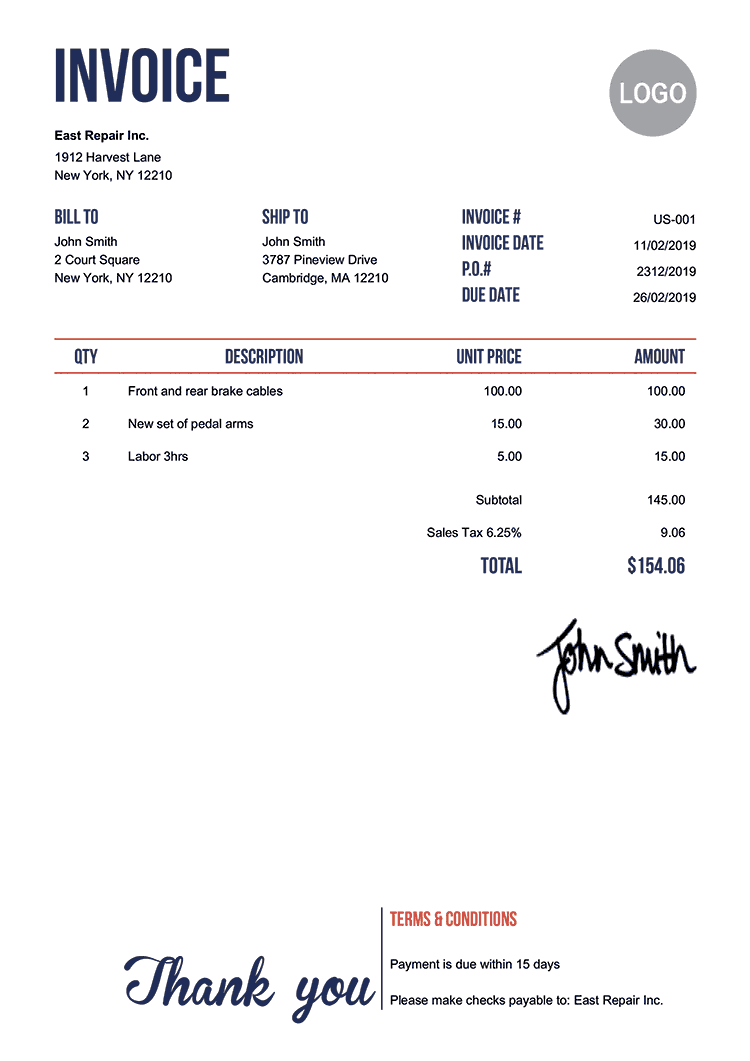 INVOICE
LOGO
East Repair Inc.
1912 Harvest Lane
New York, NY 12210
BILL TO
John Smith
2 Court Square
New York, NY 12210
SHIP TO
John Smith
3787 Pineview Drive
Cambridge, MA 12210
INVOICE # US-001
INVOICE DATE 11/02/2019
P.O.# 2312/2019
DUE DATE 26/02/2019
QTY DESCRIPTION UNIT PRICE AMOUNT
1 Front and rear brake cables 100.00 100.00
2 New set of pedal arms 15.00 30.00
3 Labor 3hrs 5.00 15.00
Subtotal 145.00
Sales Tax 6.25% 9.06
TOTAL $154.06
John Smith
Thank you
TERMS & CONDITIONS
Payment is due within 15 days
Please make checks payable to: East Repair Inc.